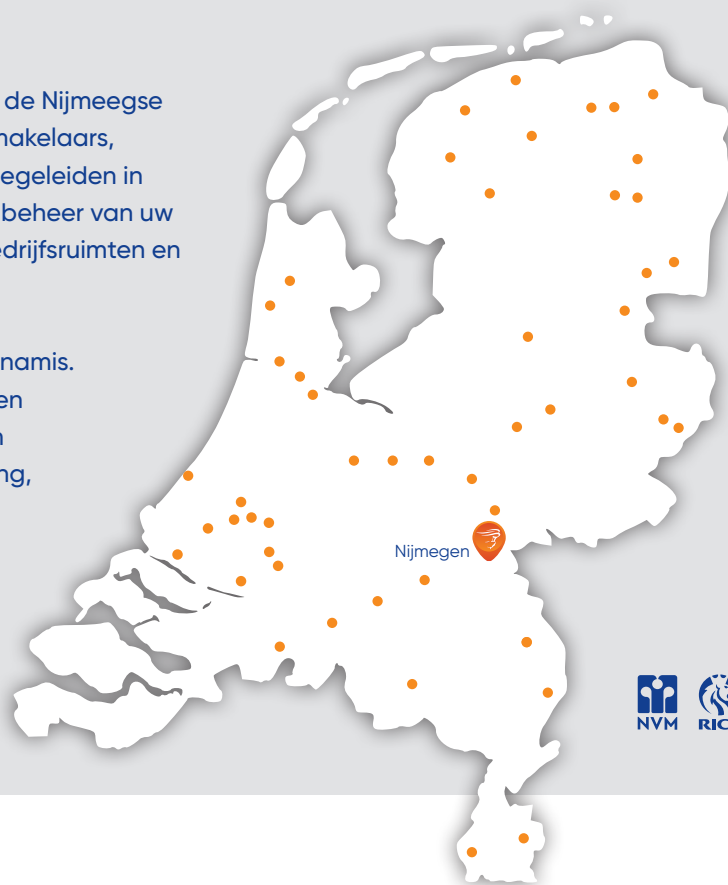 de Nijmeegse
makelaars,
egeleiden in
beheer van uw
edrijfsruimten en
namis.
en
n
ng,
Nijmegen
NVM
RIC